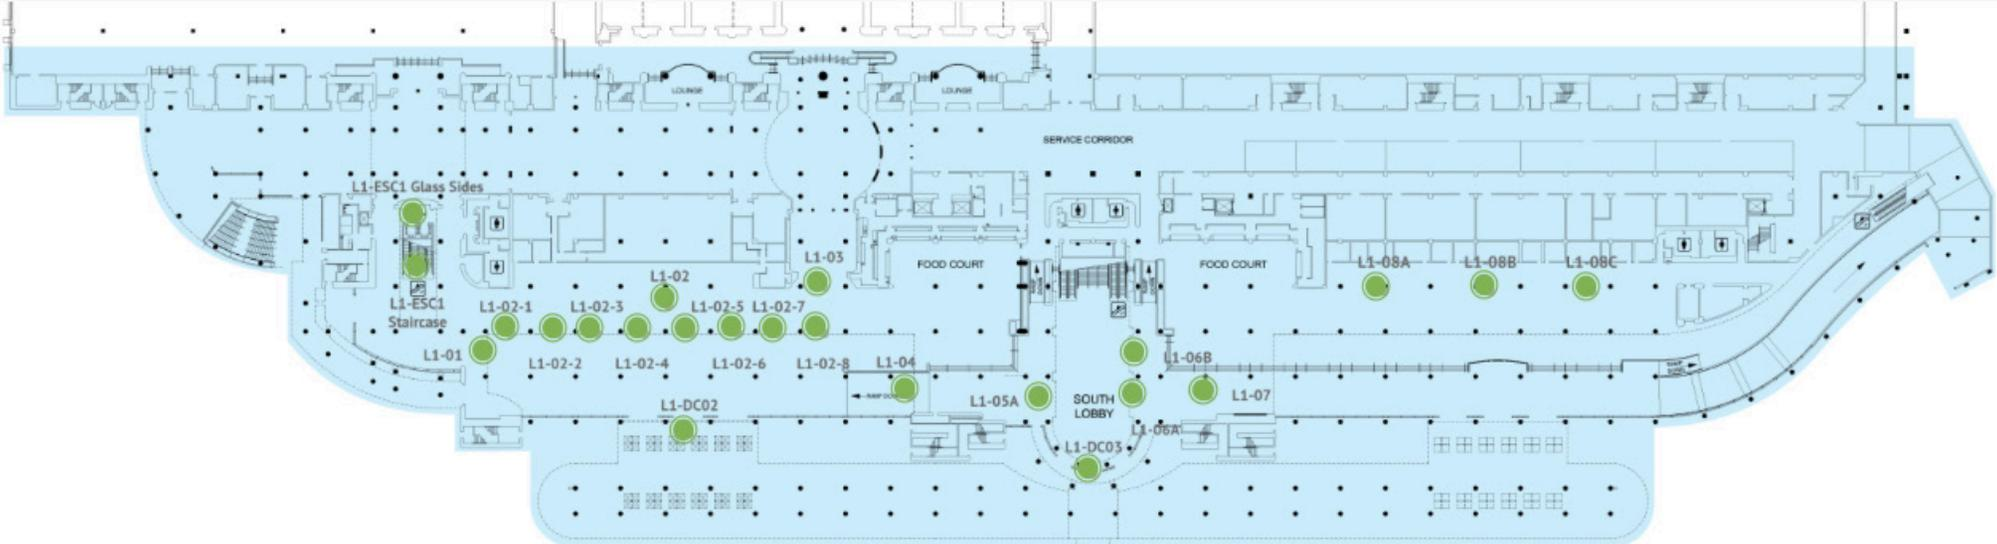 LOUNGE
LOUNGE
SERVICE CORRIDOR
L1-ESC1 Glass Sides
L1-03
FOOD COURT
FOOD COURT
L1-08A
L1-08B
L1-08C
L1-02
L1-ESC1
Staircase
L1-02-1
L1-02-3
L1-02-5
L1-02-7
L1-01
L1-02-2
L1-02-4
L1-02-6
L1-02-8
L1-04
L1-06B
L1-05A
SOUTH
LOBBY
L1-07
L1-DC02
L1-06A
L1-DC03